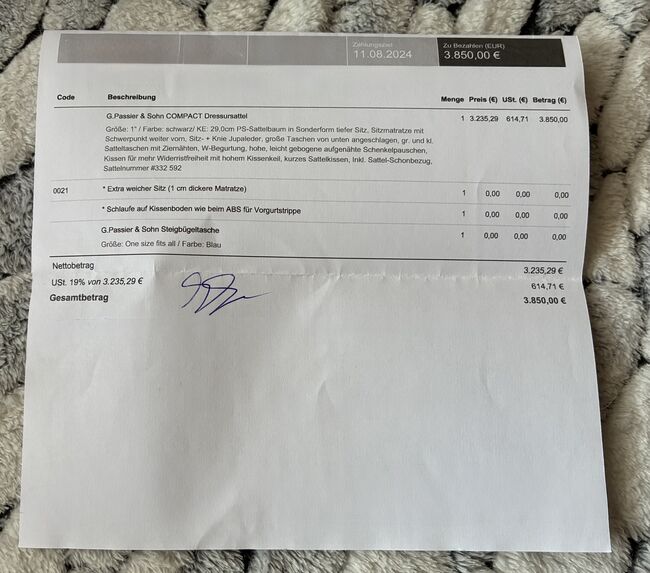 Zahlungsziel Zu Bezahlen (EUR)
11.08.2024 3.850,00 €
Code Beschreibung Menge Preis (€) USt. (€) Betrag (€)
G.Passier & Sohn COMPACT Dressursattel 1 3.235,29 614,71 3.850,00
Größe: 1" / Farbe: schwarz/ KE: 29,0cm PS-Sattelbaum in Sonderform tiefer Sitz, Sitzmatratze mit
Schwerpunkt weiter vorn, Sitz- + Knie Jupaleder, große Taschen von unten angeschlagen, gr. und kl.
Satteltaschen mit Ziernähten, W-Begurtung, hohe, leicht gebogene aufgenähte Schenkelpauschen,
Kissen für mehr Widerristfreiheit mit hohem Kissenkeil, kurzes Sattelkissen, Inkl. Sattel-Schonbezug,
Sattelnummer #332 592
0021 * Extra weicher Sitz (1 cm dickere Matratze) 1 0,00 0,00 0,00
* Schlaufe auf Kissenboden wie beim ABS für Vorgurtstrippe 1 0,00 0,00 0,00
G.Passier & Sohn Steigbügeltasche 1 0,00 0,00 0,00
Größe: One size fits all / Farbe: Blau
Nettobetrag 3.235,29 €
USt. 19% von 3.235,29 € 614,71 €
Gesamtbetrag 3.850,00 €